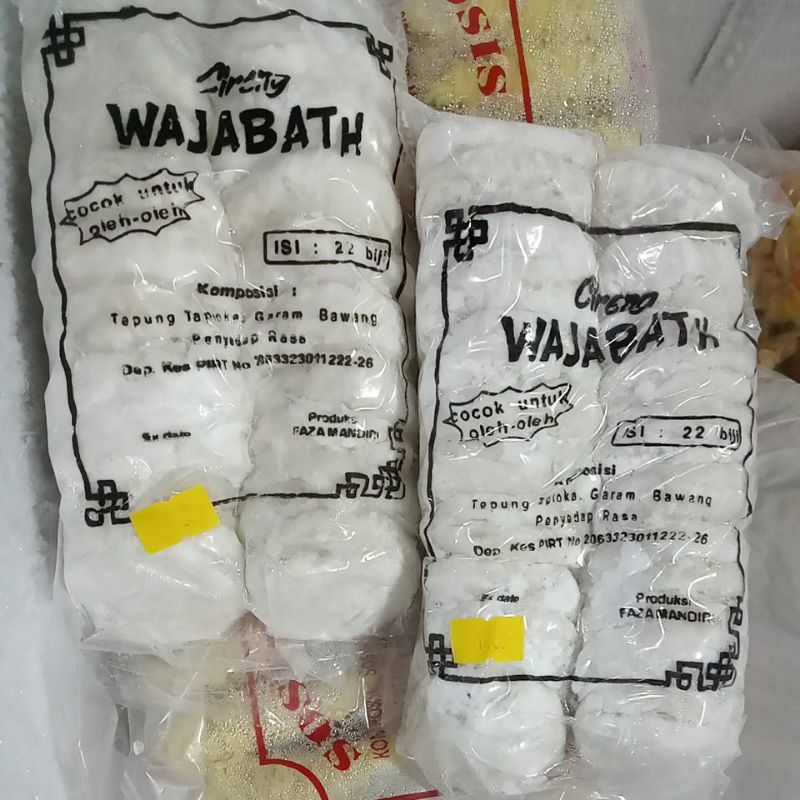 Cireng
WAJABATH
cocok untuk
oleh-oleh
ISI : 22 biji
Komposisi :
Tepung Tapioka, Garam Bawang
Penyedap Rasa
Dep. Kes PIRT No 2063323011222-26
Ex date
Produksi
FAZA MANDIRI
Cireng
WAJABATH
cocok untuk
oleh-oleh
ISI : 22 biji
Komposisi :
Tepung Tapioka, Garam Bawang
Penyedap Rasa
Dep. Kes PIRT No 2063323011222-26
Ex date
Produksi
FAZA MANDIRI
SIS
SOS